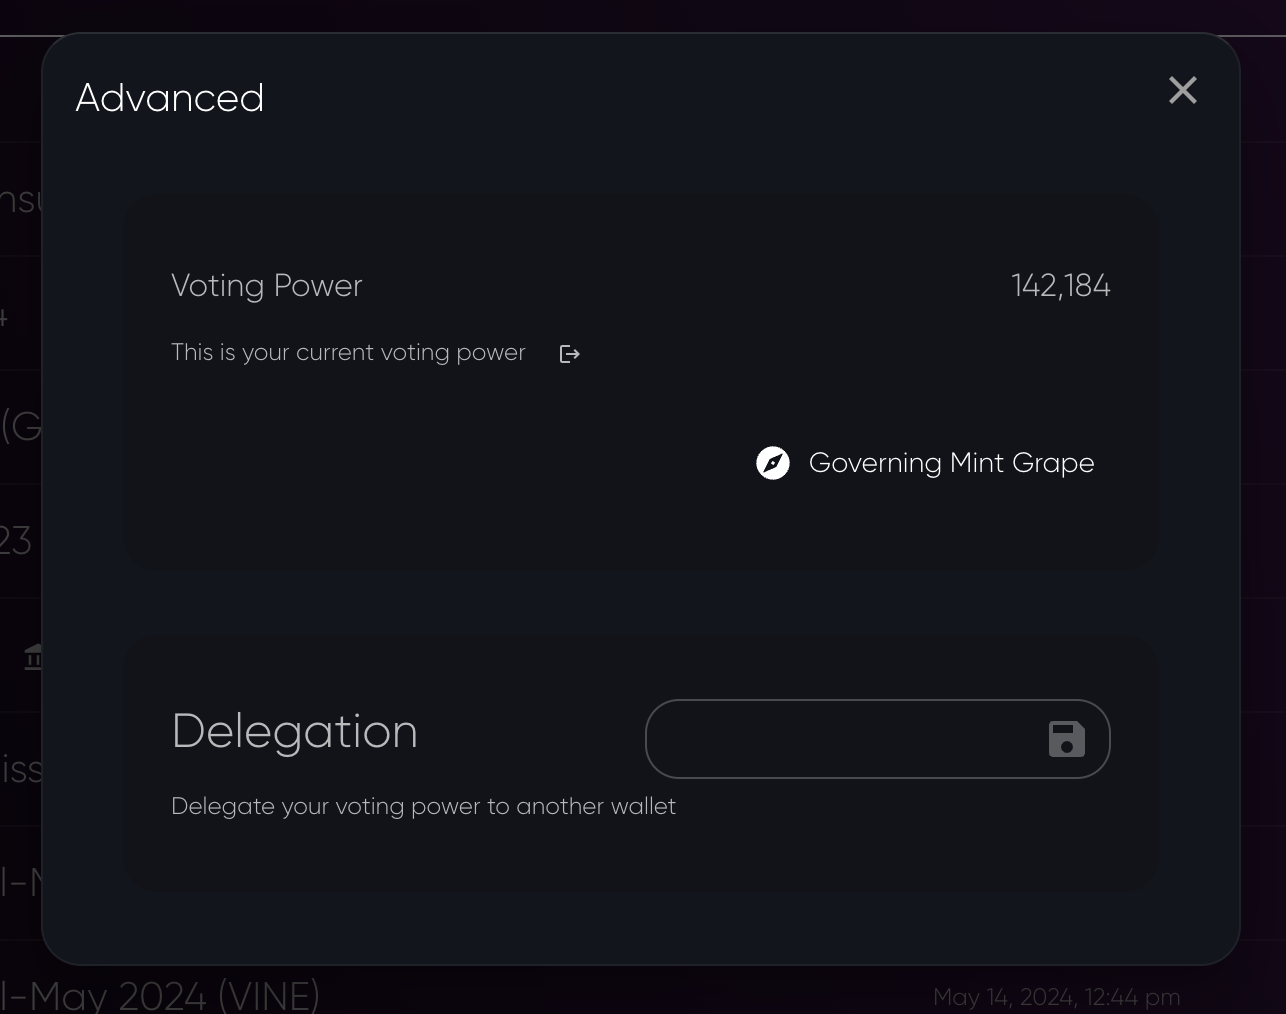 Advanced
nsu
Voting Power 142,184
This is your current voting power
(G
Governing Mint Grape
23
Delegation
iss
Delegate your voting power to another wallet
l-May 2024 (VINE) May 14, 2024, 12:44 pm